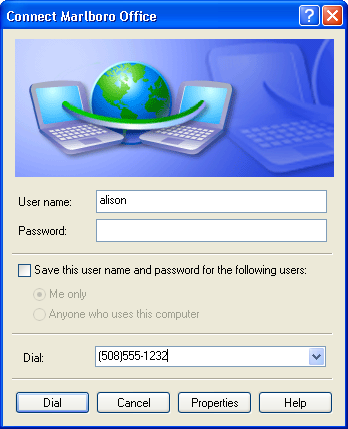 Connect Marlboro Office
User name: alison
Password:
Save this user name and password for the following users:
Me only
Anyone who uses this computer
Dial: (508)555-1232
Dial Cancel Properties Help